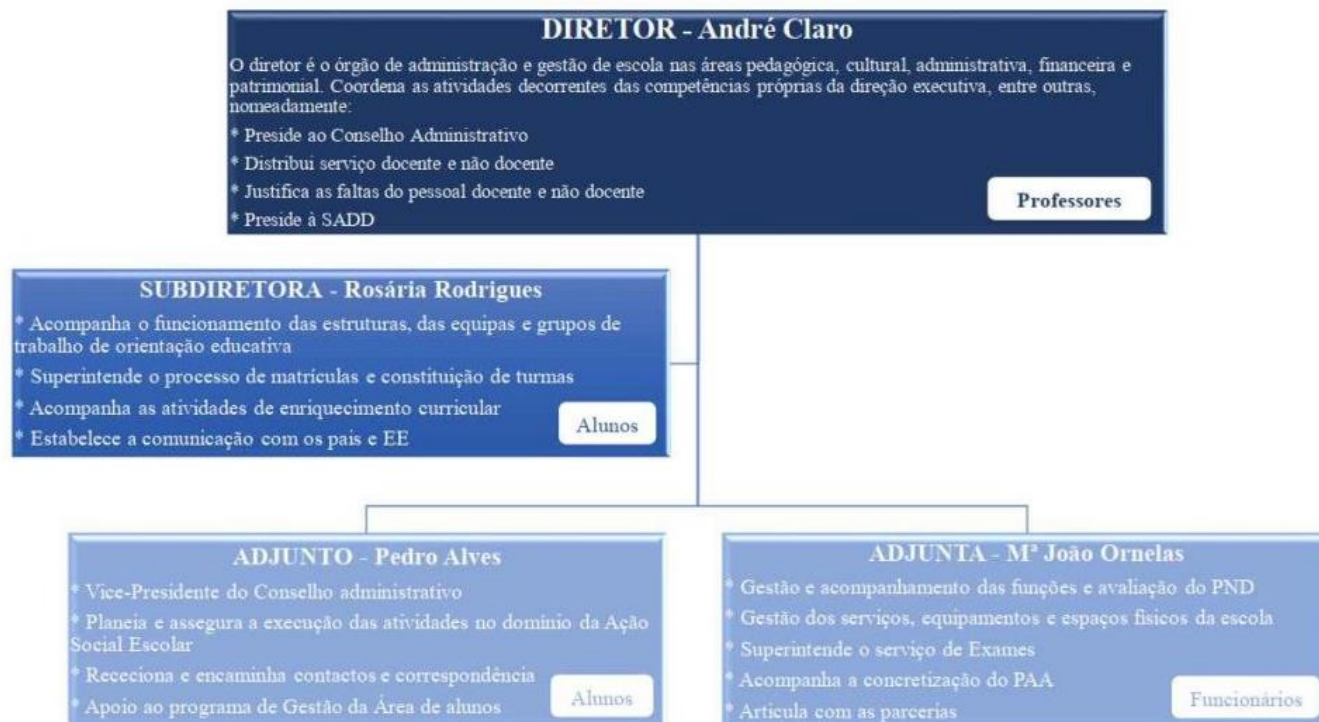 DIRETOR - André Claro
O diretor é o órgão de administração e gestão de escola nas áreas pedagógica, cultural, administrativa, financeira e
patrimonial. Coordena as atividades decorrentes das competências próprias da direção executiva, entre outras,
nomeadamente:
* Preside ao Conselho Administrativo
* Distribui serviço docente e não docente
* Justifica as faltas do pessoal docente e não docente
* Preside à SADD
Professores
SUBDIRETORA - Rosária Rodrigues
* Acompanha o funcionamento das estruturas, das equipas e grupos de
trabalho de orientação educativa
* Superintende o processo de matrículas e constituição de turmas
* Acompanha as atividades de enriquecimento curricular
* Estabelece a comunicação com os pais e EE
Alunos
ADJUNTO - Pedro Alves
* Vice-Presidente do Conselho administrativo
* Planeia e assegura a execução das atividades no domínio da Ação
Social Escolar
* Receciona e encaminha contactos e correspondência
* Apoio ao programa de Gestão da Área de alunos
Alunos
ADJUNTA - Mª João Ornelas
* Gestão e acompanhamento das funções e avaliação do PND
* Gestão dos serviços, equipamentos e espaços físicos da escola
* Superintende o serviço de Exames
* Acompanha a concretização do PAA
* Articula com as parcerias
Funcionários